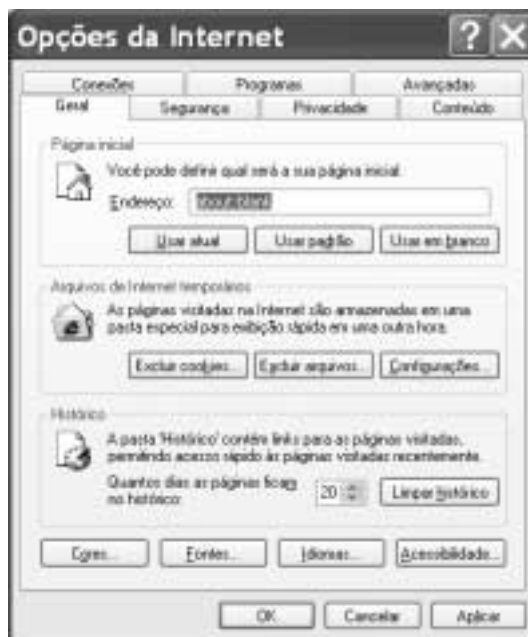 Opções da Internet
Conexões Programas Avançadas
Geral Segurança Privacidade Conteúdo
Página inicial
Você pode definir qual será a sua página inicial.
Endereço: about:blank
Usar atual Usar padrão Usar em branco
Arquivos de Internet temporários
As páginas visitadas na Internet são armazenadas em uma
pasta especial para exibição rápida em uma outra hora.
Excluir cookies... Excluir arquivos... Configurações...
Histórico
A pasta 'Histórico' contém links para as páginas visitadas,
permitindo acesso rápido às páginas visitadas recentemente.
Quantos dias as páginas ficam
no histórico: 20 Limpar histórico
Cores... Fontes... Idiomas... Acessibilidade...
OK Cancelar Aplicar